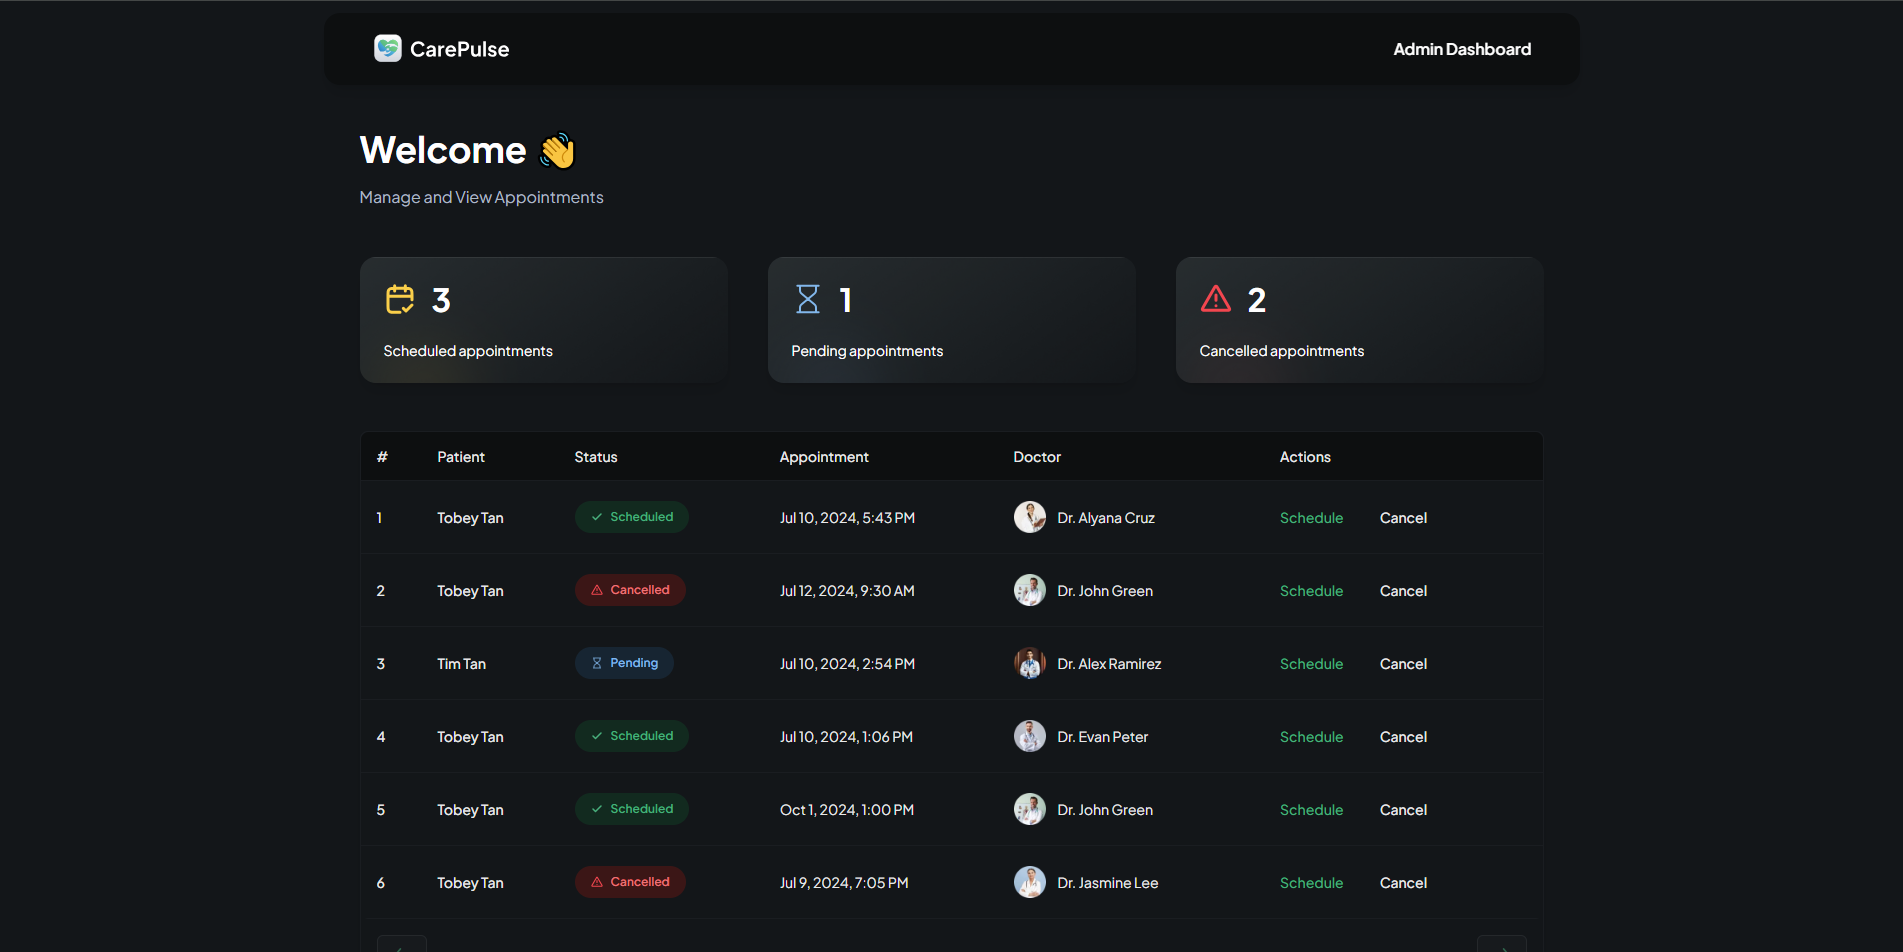 CarePulse
Admin Dashboard
Welcome 👋
Manage and View Appointments
3
Scheduled appointments
1
Pending appointments
2
Cancelled appointments
# Patient Status Appointment Doctor Actions
1 Tobey Tan Scheduled Jul 10, 2024, 5:43 PM Dr. Alyana Cruz Schedule Cancel
2 Tobey Tan Cancelled Jul 12, 2024, 9:30 AM Dr. John Green Schedule Cancel
3 Tim Tan Pending Jul 10, 2024, 2:54 PM Dr. Alex Ramirez Schedule Cancel
4 Tobey Tan Scheduled Jul 10, 2024, 1:06 PM Dr. Evan Peter Schedule Cancel
5 Tobey Tan Scheduled Oct 1, 2024, 1:00 PM Dr. John Green Schedule Cancel
6 Tobey Tan Cancelled Jul 9, 2024, 7:05 PM Dr. Jasmine Lee Schedule Cancel